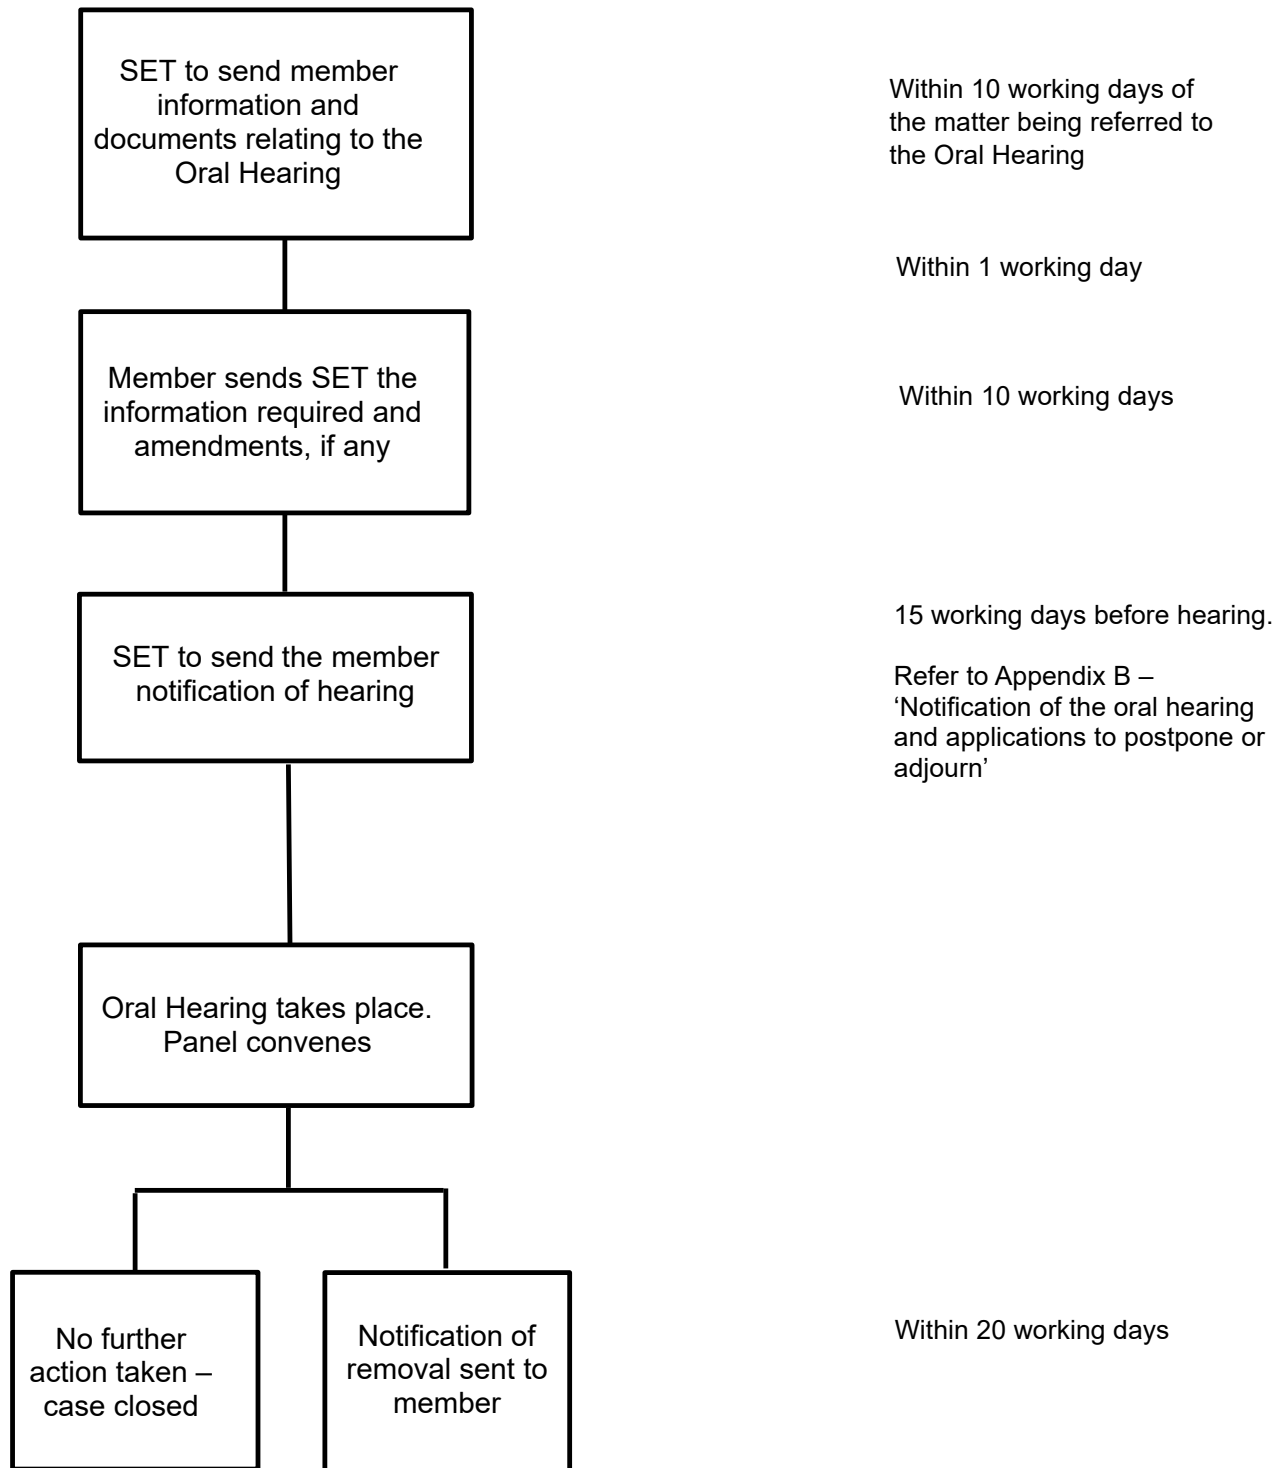 SET to send member
information and
documents relating to the
Oral Hearing
Within 10 working days of
the matter being referred to
the Oral Hearing
Within 1 working day
Member sends SET the
information required and
amendments, if any
Within 10 working days
SET to send the member
notification of hearing
15 working days before hearing.
Refer to Appendix B –
‘Notification of the oral hearing
and applications to postpone or
adjourn’
Oral Hearing takes place.
Panel convenes
No further
action taken –
case closed
Notification of
removal sent to
member
Within 20 working days